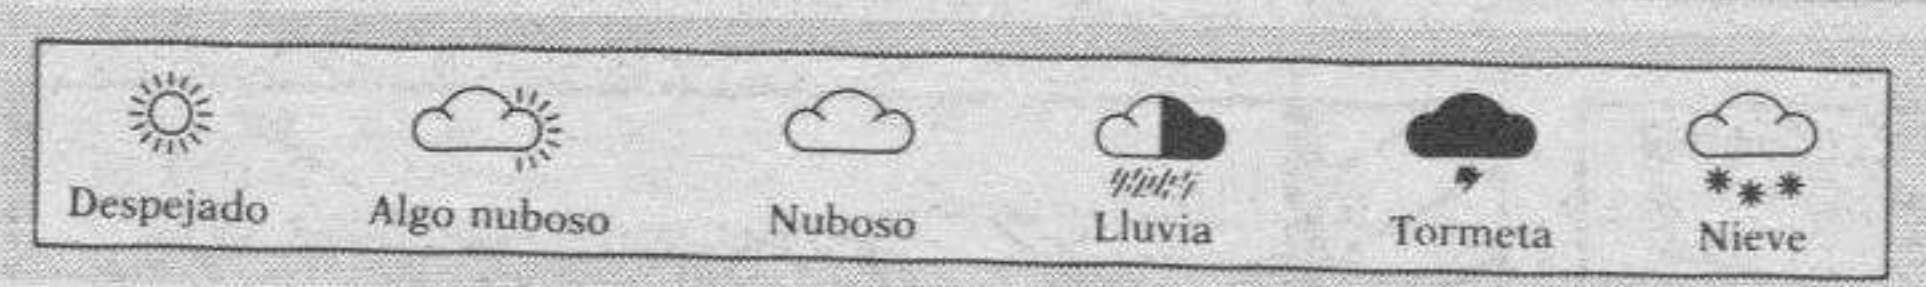 Despejado
Algo nuboso
Nuboso
Lluvia
Tormeta
Nieve